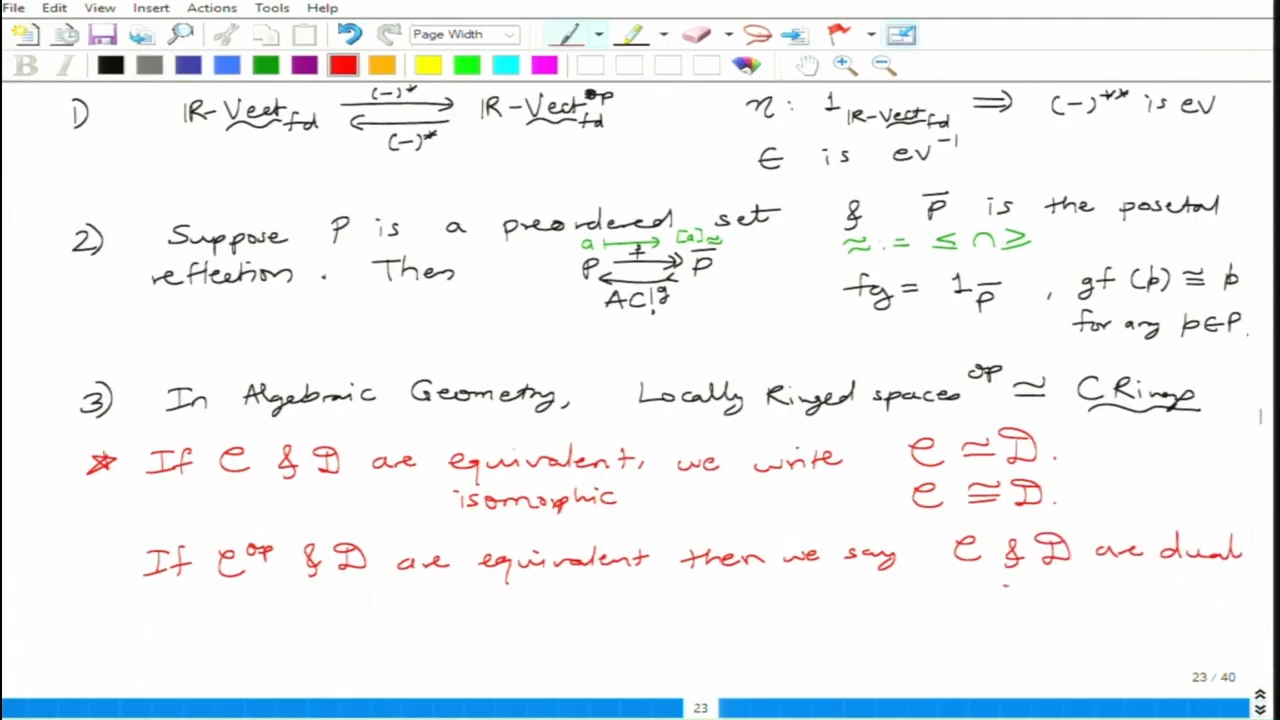 File Edit View Insert Actions Tools Help
Page Width
B I
1) IR-Vect_fd ⇄ IR-Vect_fd^op (-)* (-)* η : 1_IR-Vect_fd ⇒ (-)** is ev
ϵ is ev⁻¹
2) Suppose P is a preordered set & P̅ is the posetal
reflection. Then a ↦ [a]≈ ≈ := ≤ ∩ ≥
P ⇄ P̅ f g AC! fg = 1_P̅ , gf(p) ≅ p
for any p∈P.
3) In Algebraic Geometry, Locally Ringed spaces^op ≃ CRings
* If C & D are equivalent, we write C ≃ D.
isomorphic C ≅ D.
If C^op & D are equivalent then we say C & D are dual
23 / 40
23